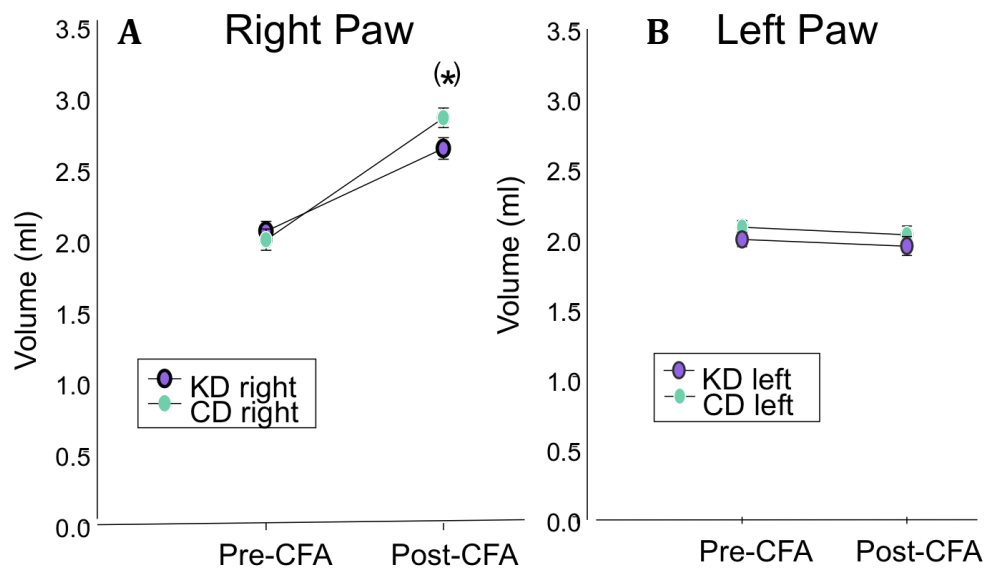 A
Right Paw
(*)
3.5
3.0
2.5
2.0
1.5
1.0
0.5
0.0
Volume (ml)
KD right
CD right
Pre-CFA
Post-CFA
B
Left Paw
3.5
3.0
2.5
2.0
1.5
1.0
0.5
0.0
Volume (ml)
KD left
CD left
Pre-CFA
Post-CFA